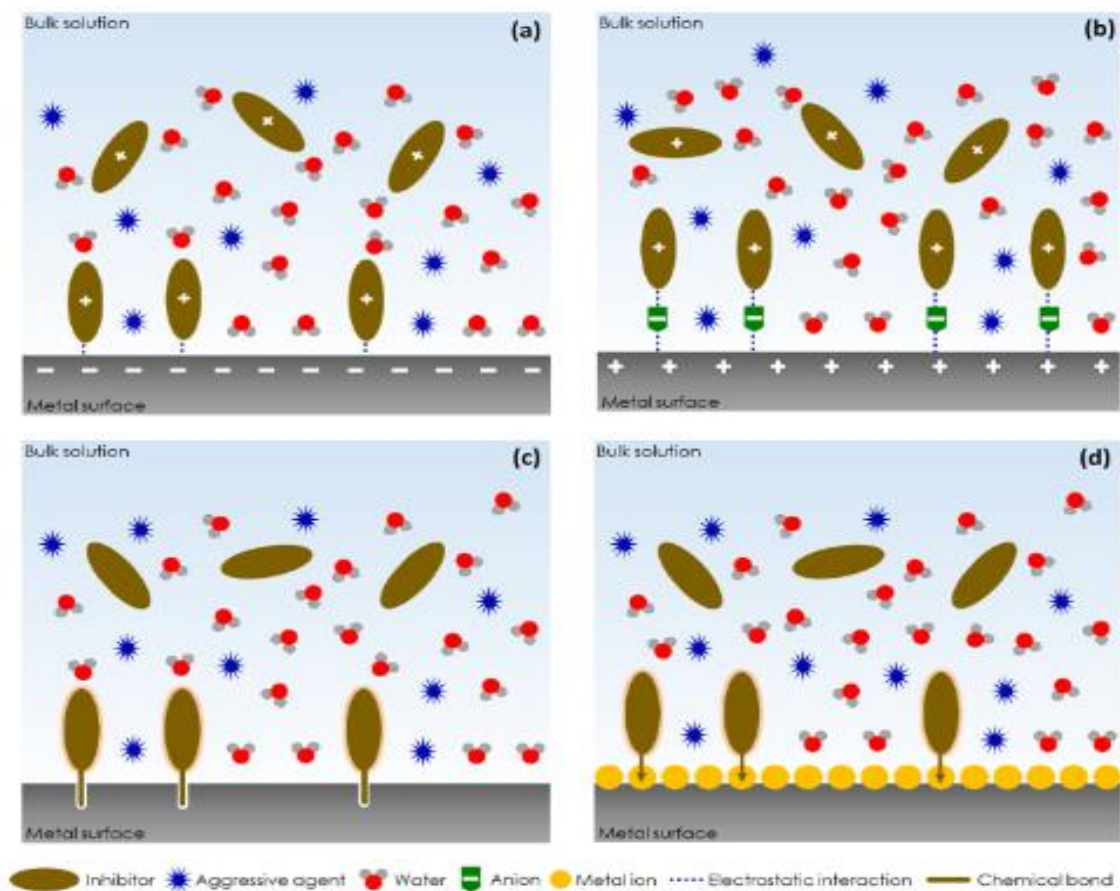 Bulk solution (a)
Metal surface
Bulk solution (b)
Metal surface
Bulk solution (c)
Metal surface
Bulk solution (d)
Metal surface
Inhibitor Aggressive agent Water Anion Metal ion Electrostatic interaction Chemical bond